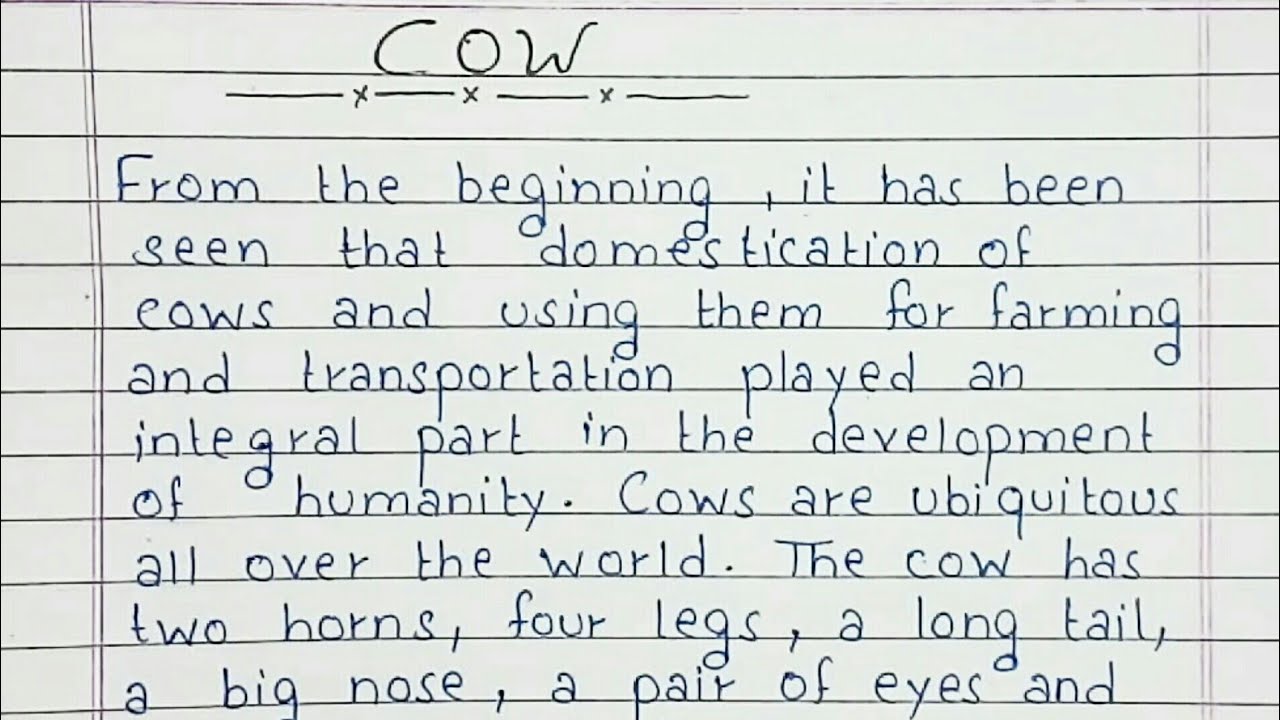 COW
From the beginning, it has been
seen that domestication of
cows and using them for farming
and transportation played an
integral part in the development
of humanity. Cows are ubiquitous
all over the world. The cow has
two horns, four legs, a long tail,
a big nose, a pair of eyes and